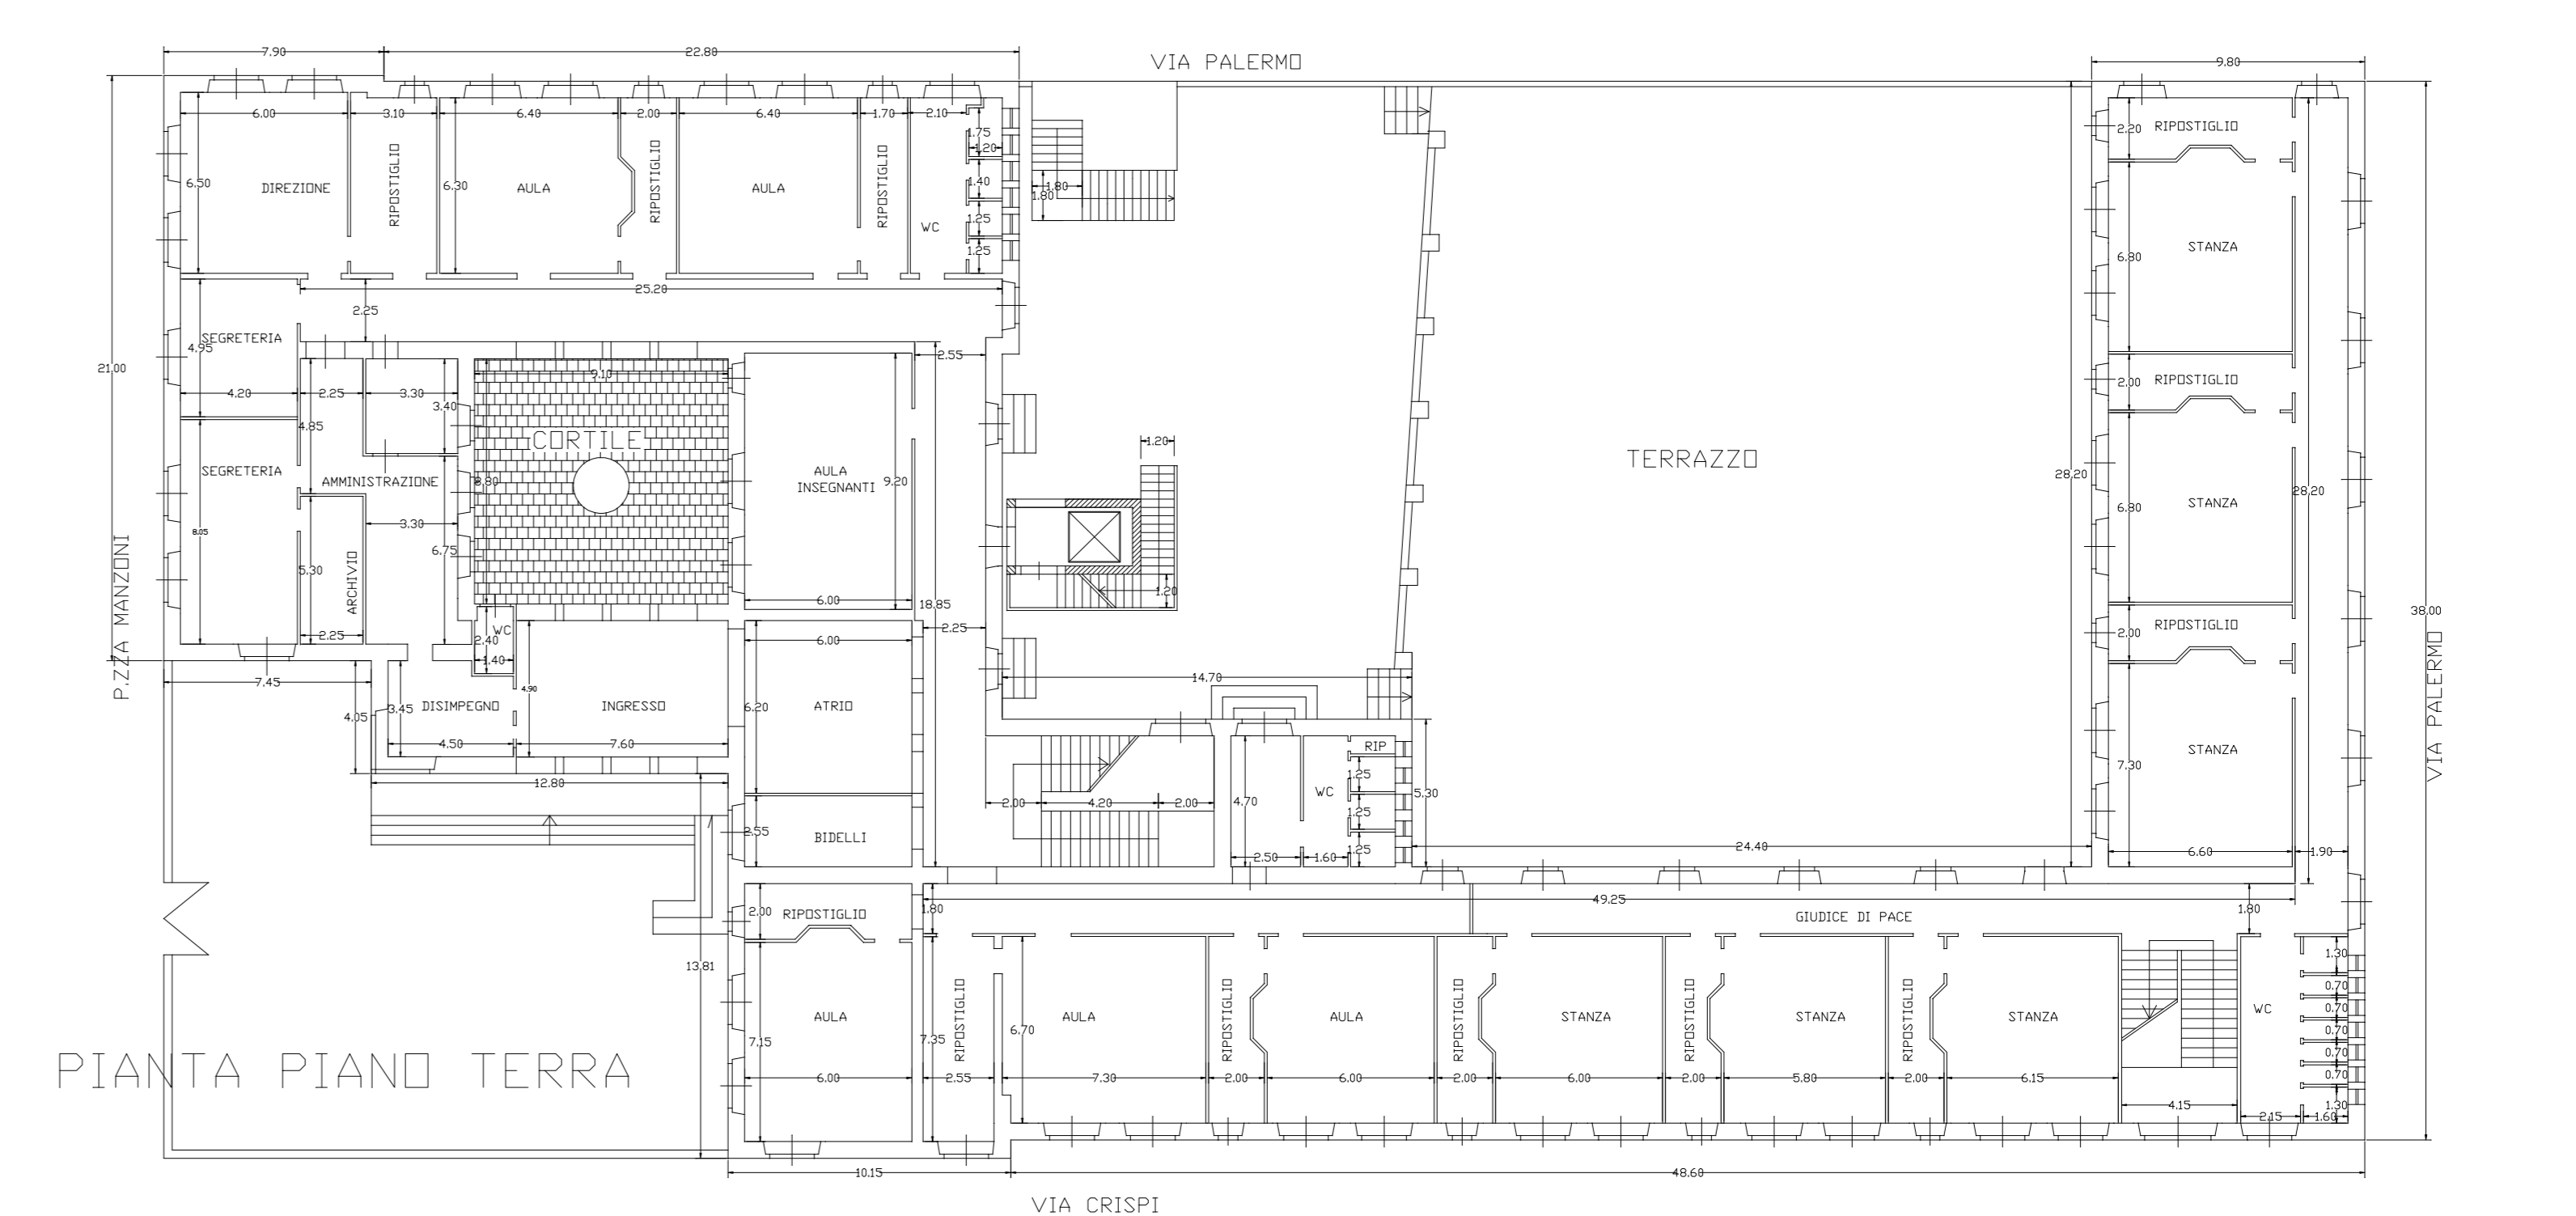 7.90
22.80
VIA PALERMO
9.80
6.00
3.10
6.40
2.00
6.40
1.70
2.10
1.75
1.20
2.20
RIPOSTIGLIO
6.50
DIREZIONE
RIPOSTIGLIO
6.30
AULA
RIPOSTIGLIO
AULA
RIPOSTIGLIO
WC
1.40
1.25
1.25
1.80
1.80
STANZA
6.80
25.20
2.25
SEGRETERIA
4.95
21.00
2.55
9.10
4.20
2.25
3.30
3.40
4.85
CORTILE
2.00
RIPOSTIGLIO
1.20
TERRAZZO
28.20
28.20
SEGRETERIA
AMMINISTRAZIONE
8.80
AULA
INSEGNANTI
9.20
STANZA
6.80
3.30
8.05
6.75
5.30
ARCHIVIO
P.ZZA MANZONI
1.20
6.00
18.85
38.00
VIA PALERMO
2.25
WC
2.40
1.40
6.00
2.25
2.00
RIPOSTIGLIO
7.45
4.90
14.70
4.05
3.45
DISIMPEGNO
INGRESSO
6.20
ATRIO
4.50
7.60
RIP
STANZA
7.30
12.80
1.25
WC
4.70
5.30
2.00
4.20
2.00
1.25
2.55
BIDELLI
1.25
2.50
1.60
24.40
6.60
1.90
49.25
2.00
RIPOSTIGLIO
1.80
GIUDICE DI PACE
1.80
13.81
1.30
0.70
0.70
0.70
0.70
0.70
1.30
AULA
7.15
RIPOSTIGLIO
7.35
6.70
AULA
RIPOSTIGLIO
AULA
RIPOSTIGLIO
STANZA
RIPOSTIGLIO
STANZA
RIPOSTIGLIO
STANZA
WC
PIANTA PIANO TERRA
6.00
2.55
7.30
2.00
6.00
2.00
6.00
2.00
5.80
2.00
6.15
4.15
2.15
1.60
10.15
48.60
VIA CRISPI